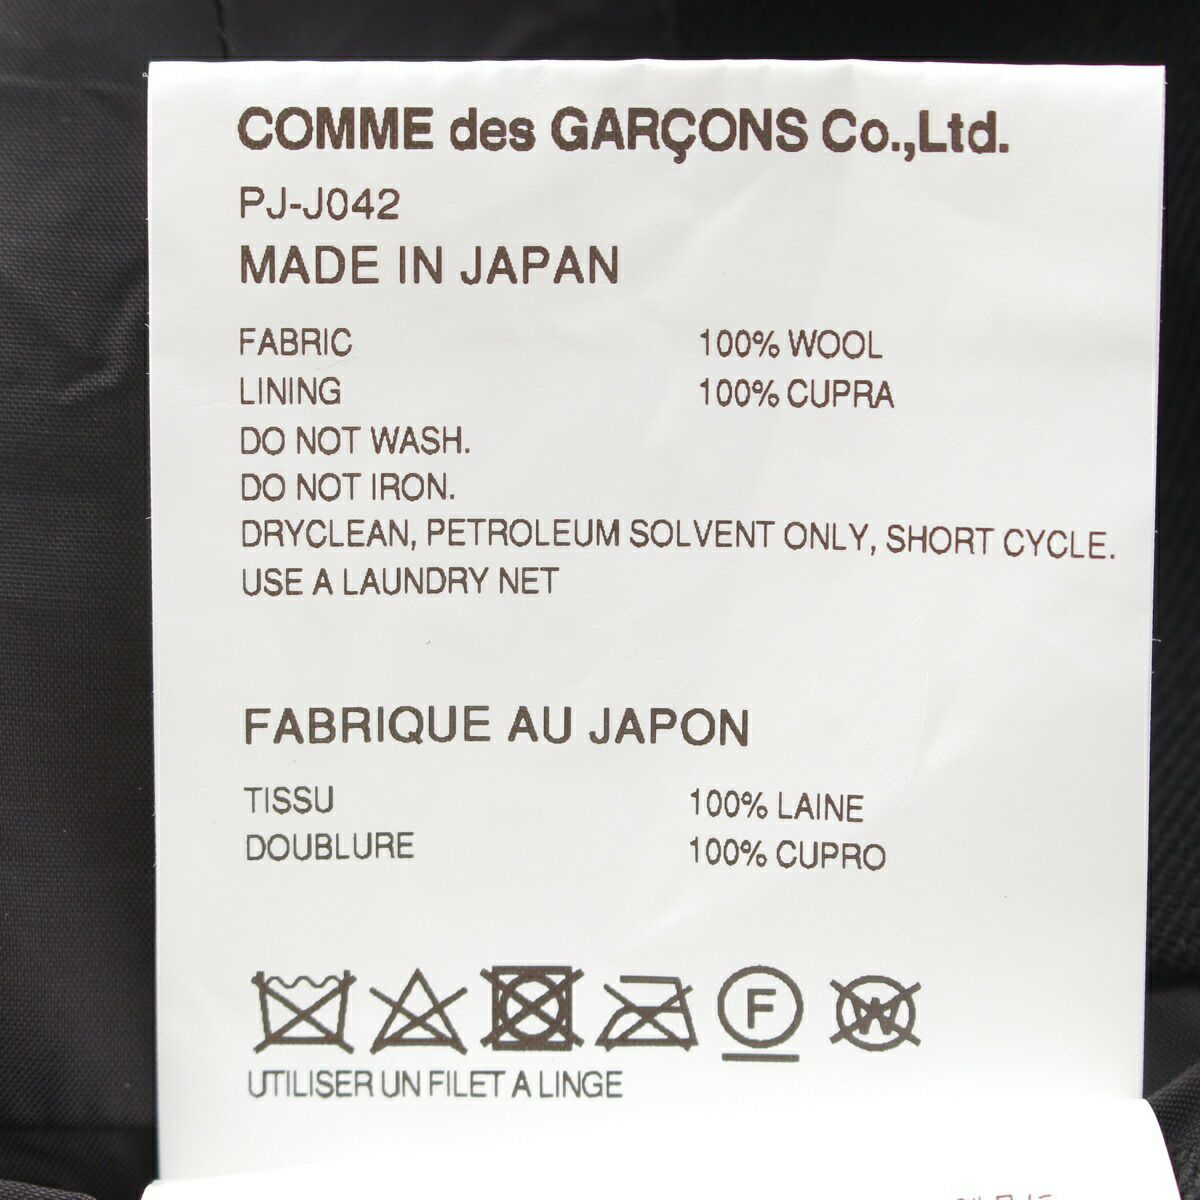 COMME des GARÇONS Co.,Ltd.
PJ-J042
MADE IN JAPAN
FABRIC 100% WOOL
LINING 100% CUPRA
DO NOT WASH.
DO NOT IRON.
DRYCLEAN, PETROLEUM SOLVENT ONLY, SHORT CYCLE.
USE A LAUNDRY NET
FABRIQUE AU JAPON
TISSU 100% LAINE
DOUBLURE 100% CUPRO
F W
UTILISER UN FILET A LINGE